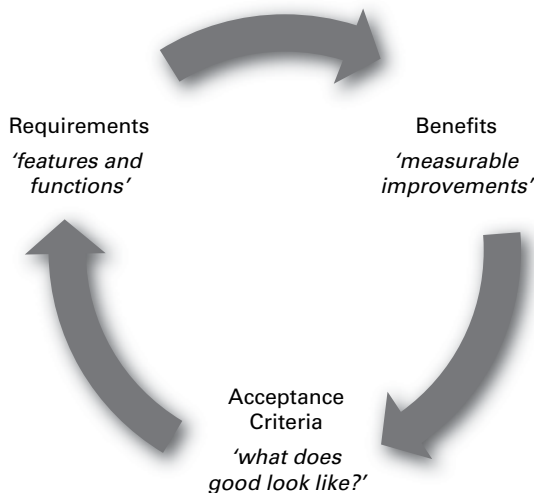 Requirements
‘features and
functions’
Benefits
‘measurable
improvements’
Acceptance
Criteria
‘what does
good look like?’